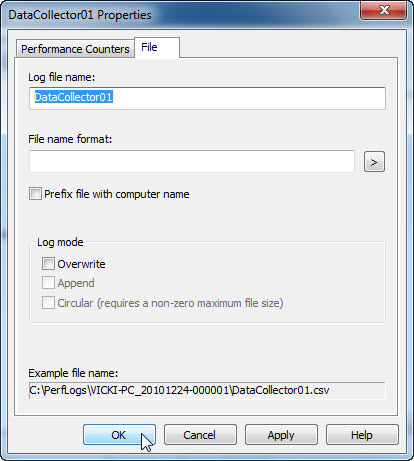 DataCollector01 Properties
Performance Counters File
Log file name:
DataCollector01
File name format:
>
Prefix file with computer name
Log mode
Overwrite
Append
Circular (requires a non-zero maximum file size)
Example file name:
C:\PerfLogs\VICKI-PC_20101224-000001\DataCollector01.csv
OK Cancel Apply Help